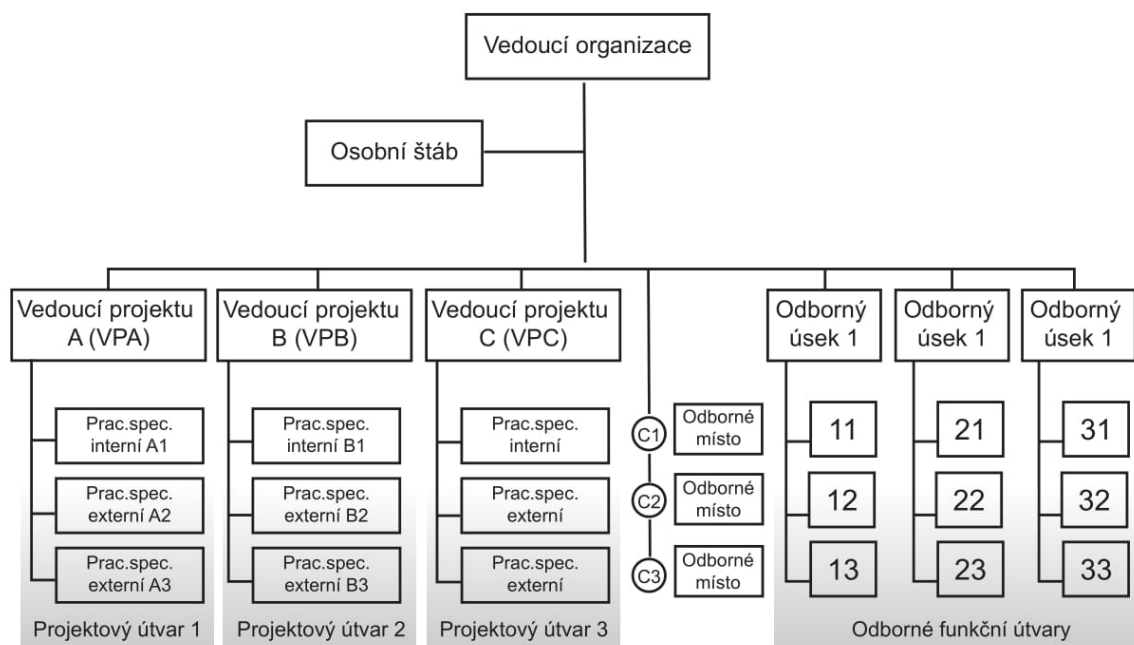 Vedoucí organizace
Osobní štáb
Vedoucí projektu
A (VPA)
Vedoucí projektu
B (VPB)
Vedoucí projektu
C (VPC)
Odborný
úsek 1
Odborný
úsek 1
Odborný
úsek 1
Prac.spec.
interní A1
Prac.spec.
interní B1
Prac.spec.
interní
C1
Odborné
místo
11
21
31
Prac.spec.
externí A2
Prac.spec.
externí B2
Prac.spec.
externí
C2
Odborné
místo
12
22
32
Prac.spec.
externí A3
Prac.spec.
externí B3
Prac.spec.
externí
C3
Odborné
místo
13
23
33
Projektový útvar 1
Projektový útvar 2
Projektový útvar 3
Odborné funkční útvary